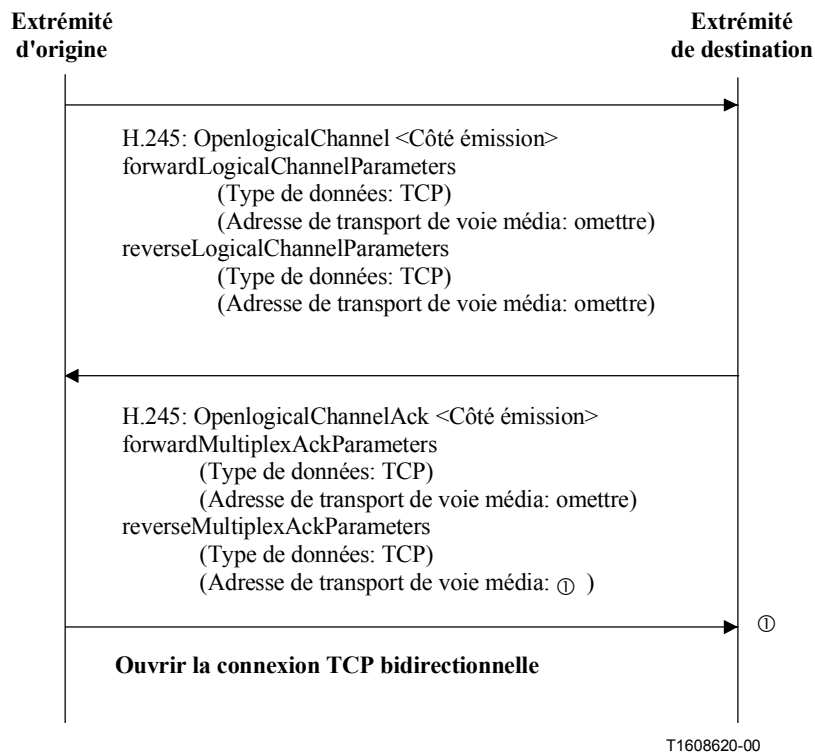 Extrémité
d'origine
Extrémité
de destination
H.245: OpenlogicalChannel <Côté émission>
forwardLogicalChannelParameters
(Type de données: TCP)
(Adresse de transport de voie média: omettre)
reverseLogicalChannelParameters
(Type de données: TCP)
(Adresse de transport de voie média: omettre)
H.245: OpenlogicalChannelAck <Côté émission>
forwardMultiplexAckParameters
(Type de données: TCP)
(Adresse de transport de voie média: omettre)
reverseMultiplexAckParameters
(Type de données: TCP)
(Adresse de transport de voie média: ① )
①
Ouvrir la connexion TCP bidirectionnelle
T1608620-00